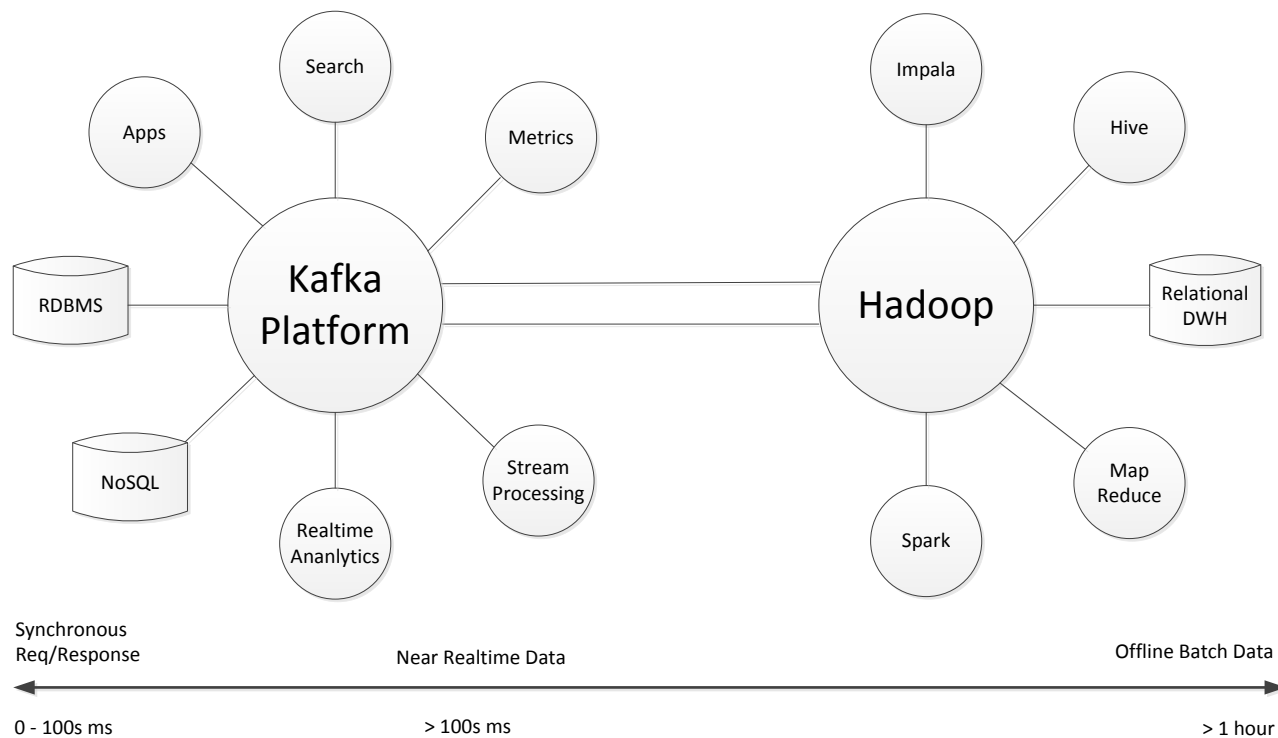 Search
Impala
Apps
Metrics
Hive
Kafka
Platform
Hadoop
RDBMS
Relational
DWH
NoSQL
Stream
Processing
Map
Reduce
Realtime
Ananlytics
Spark
Synchronous
Req/Response
Near Realtime Data
Offline Batch Data
0 - 100s ms
> 100s ms
> 1 hour